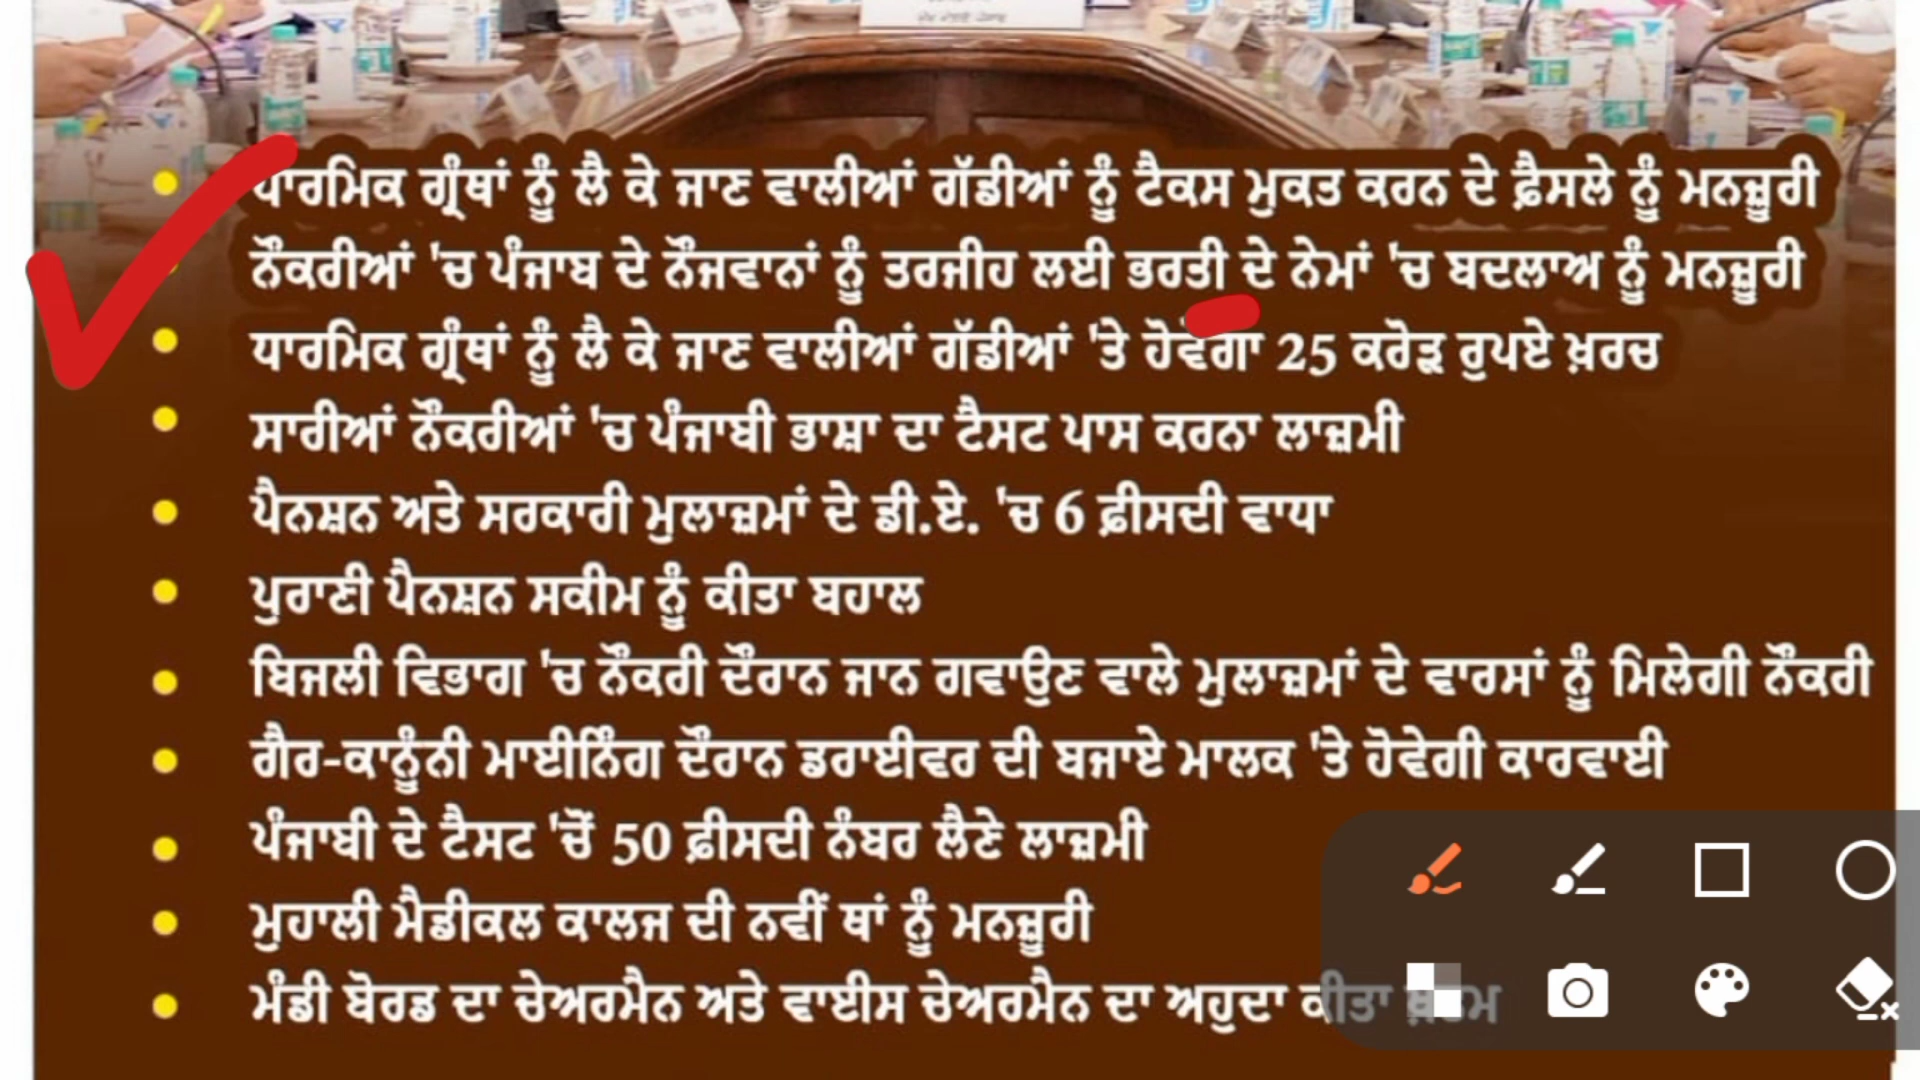 ਧਾਰਮਿਕ ਗ੍ਰੰਥਾਂ ਨੂੰ ਲੈ ਕੇ ਜਾਣ ਵਾਲੀਆਂ ਗੱਡੀਆਂ ਨੂੰ ਟੈਕਸ ਮੁਕਤ ਕਰਨ ਦੇ ਫ਼ੈਸਲੇ ਨੂੰ ਮਨਜ਼ੂਰੀ
ਨੌਕਰੀਆਂ 'ਚ ਪੰਜਾਬ ਦੇ ਨੌਜਵਾਨਾਂ ਨੂੰ ਤਰਜੀਹ ਲਈ ਭਰਤੀ ਦੇ ਨੇਮਾਂ 'ਚ ਬਦਲਾਅ ਨੂੰ ਮਨਜ਼ੂਰੀ
ਧਾਰਮਿਕ ਗ੍ਰੰਥਾਂ ਨੂੰ ਲੈ ਕੇ ਜਾਣ ਵਾਲੀਆਂ ਗੱਡੀਆਂ 'ਤੇ ਹੋਵੇਗਾ 25 ਕਰੋੜ ਰੁਪਏ ਖ਼ਰਚ
ਸਾਰੀਆਂ ਨੌਕਰੀਆਂ 'ਚ ਪੰਜਾਬੀ ਭਾਸ਼ਾ ਦਾ ਟੈਸਟ ਪਾਸ ਕਰਨਾ ਲਾਜ਼ਮੀ
ਪੈਨਸ਼ਨ ਅਤੇ ਸਰਕਾਰੀ ਮੁਲਾਜ਼ਮਾਂ ਦੇ ਡੀ.ਏ. 'ਚ 6 ਫ਼ੀਸਦੀ ਵਾਧਾ
ਪੁਰਾਣੀ ਪੈਨਸ਼ਨ ਸਕੀਮ ਨੂੰ ਕੀਤਾ ਬਹਾਲ
ਬਿਜਲੀ ਵਿਭਾਗ 'ਚ ਨੌਕਰੀ ਦੌਰਾਨ ਜਾਨ ਗਵਾਉਣ ਵਾਲੇ ਮੁਲਾਜ਼ਮਾਂ ਦੇ ਵਾਰਸਾਂ ਨੂੰ ਮਿਲੇਗੀ ਨੌਕਰੀ
ਗੈਰ-ਕਾਨੂੰਨੀ ਮਾਈਨਿੰਗ ਦੌਰਾਨ ਡਰਾਈਵਰ ਦੀ ਬਜਾਏ ਮਾਲਕ 'ਤੇ ਹੋਵੇਗੀ ਕਾਰਵਾਈ
ਪੰਜਾਬੀ ਦੇ ਟੈਸਟ 'ਚੋਂ 50 ਫ਼ੀਸਦੀ ਨੰਬਰ ਲੈਣੇ ਲਾਜ਼ਮੀ
ਮੁਹਾਲੀ ਮੈਡੀਕਲ ਕਾਲਜ ਦੀ ਨਵੀਂ ਥਾਂ ਨੂੰ ਮਨਜ਼ੂਰੀ
ਮੰਡੀ ਬੋਰਡ ਦਾ ਚੇਅਰਮੈਨ ਅਤੇ ਵਾਈਸ ਚੇਅਰਮੈਨ ਦਾ ਅਹੁਦਾ ਕੀਤਾ ਖ਼ਤਮ